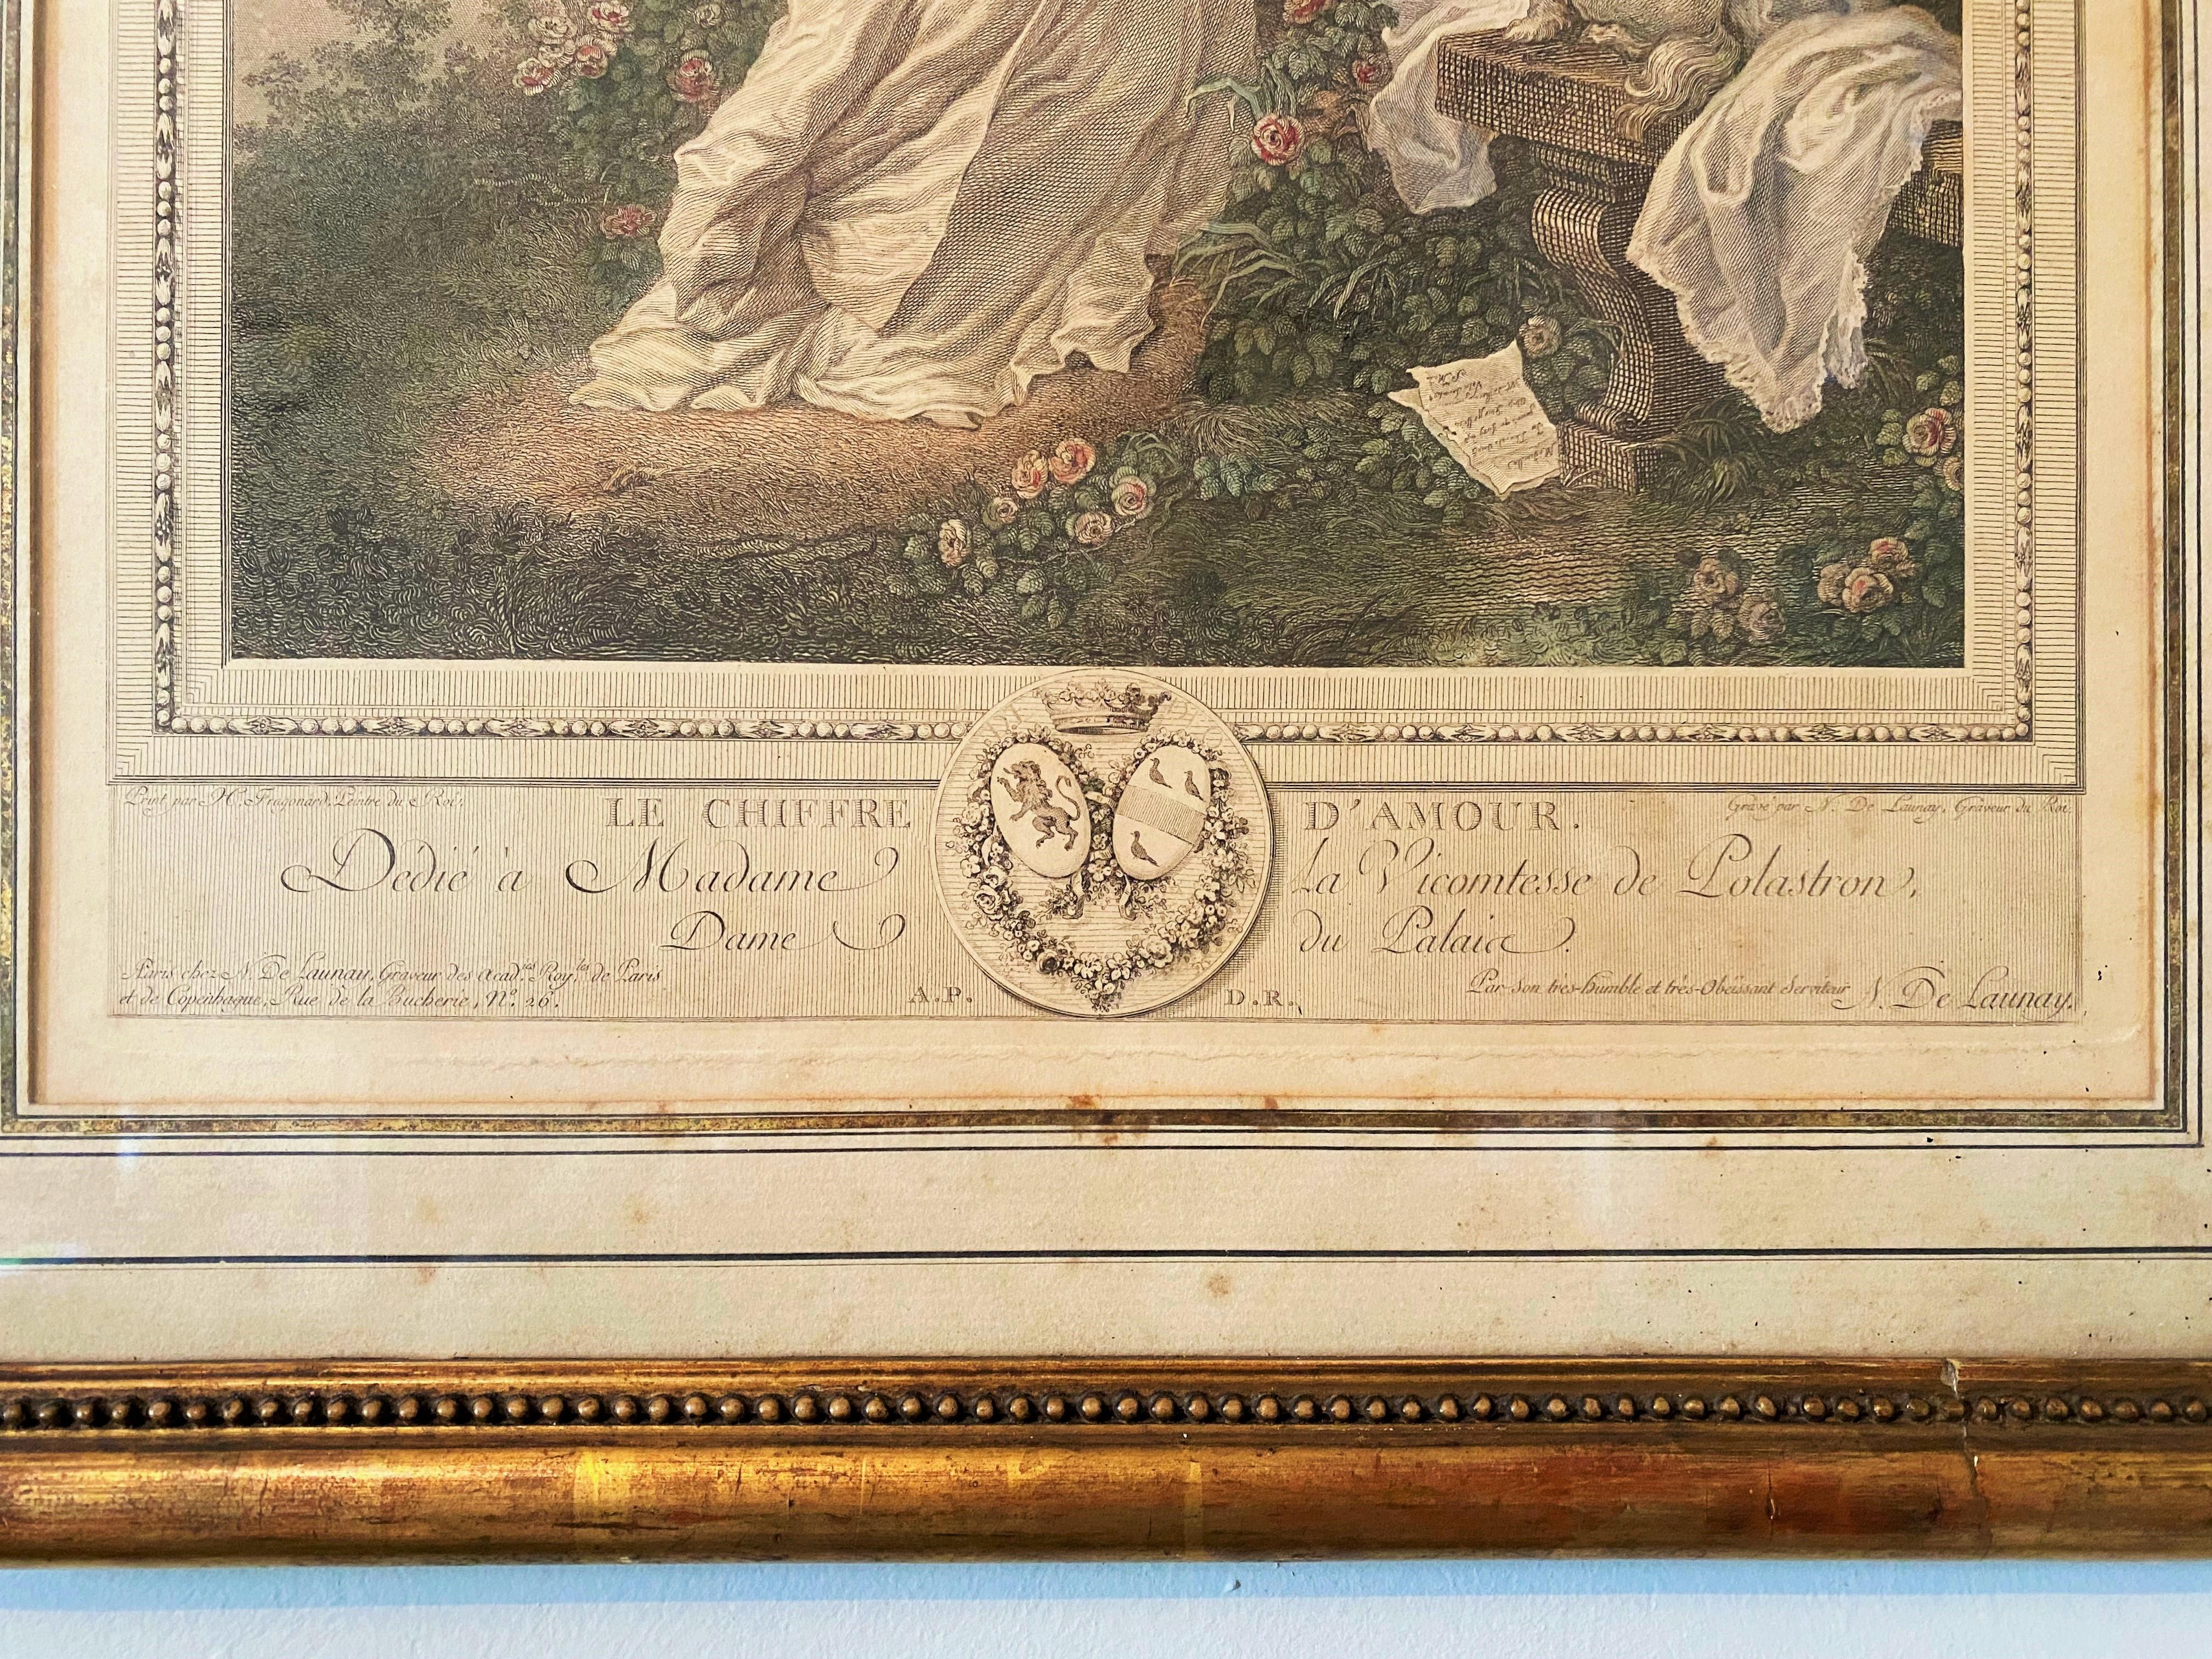 Peint par H. Fragonard, Peintre du Roi.
LE CHIFFRE D'AMOUR.
Gravé par N. De Launay, Graveur du Roi
Dédié à Madame la Vicomtesse de Polastron,
Dame du Palais.
Paris chez N. De Launay, Graveur des Acad.ies Roy.les de Paris
et de Copenhague, Rue de la Bucherie, N.o 26.
A.P. D.R.
Par Son très-humble et très-Obéissant Serviteur N. De Launay.